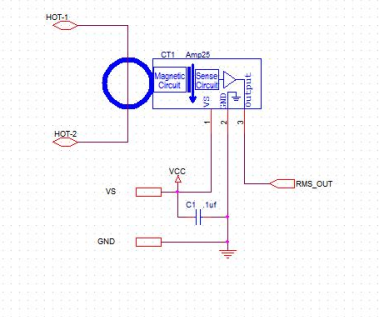 HOT-1
CT1 Amp25
Magnetic Circuit
Sense Circuit
VS
GND
Output
1
2
3
HOT-2
VCC
RMS_OUT
VS
C1 .1uf
GND